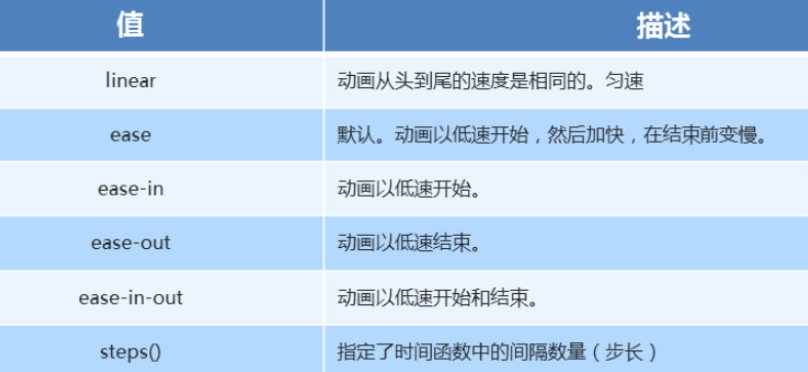 值 描述
linear 动画从头到尾的速度是相同的。匀速
ease 默认。动画以低速开始，然后加快，在结束前变慢。
ease-in 动画以低速开始。
ease-out 动画以低速结束。
ease-in-out 动画以低速开始和结束。
steps() 指定了时间函数中的间隔数量（步长）